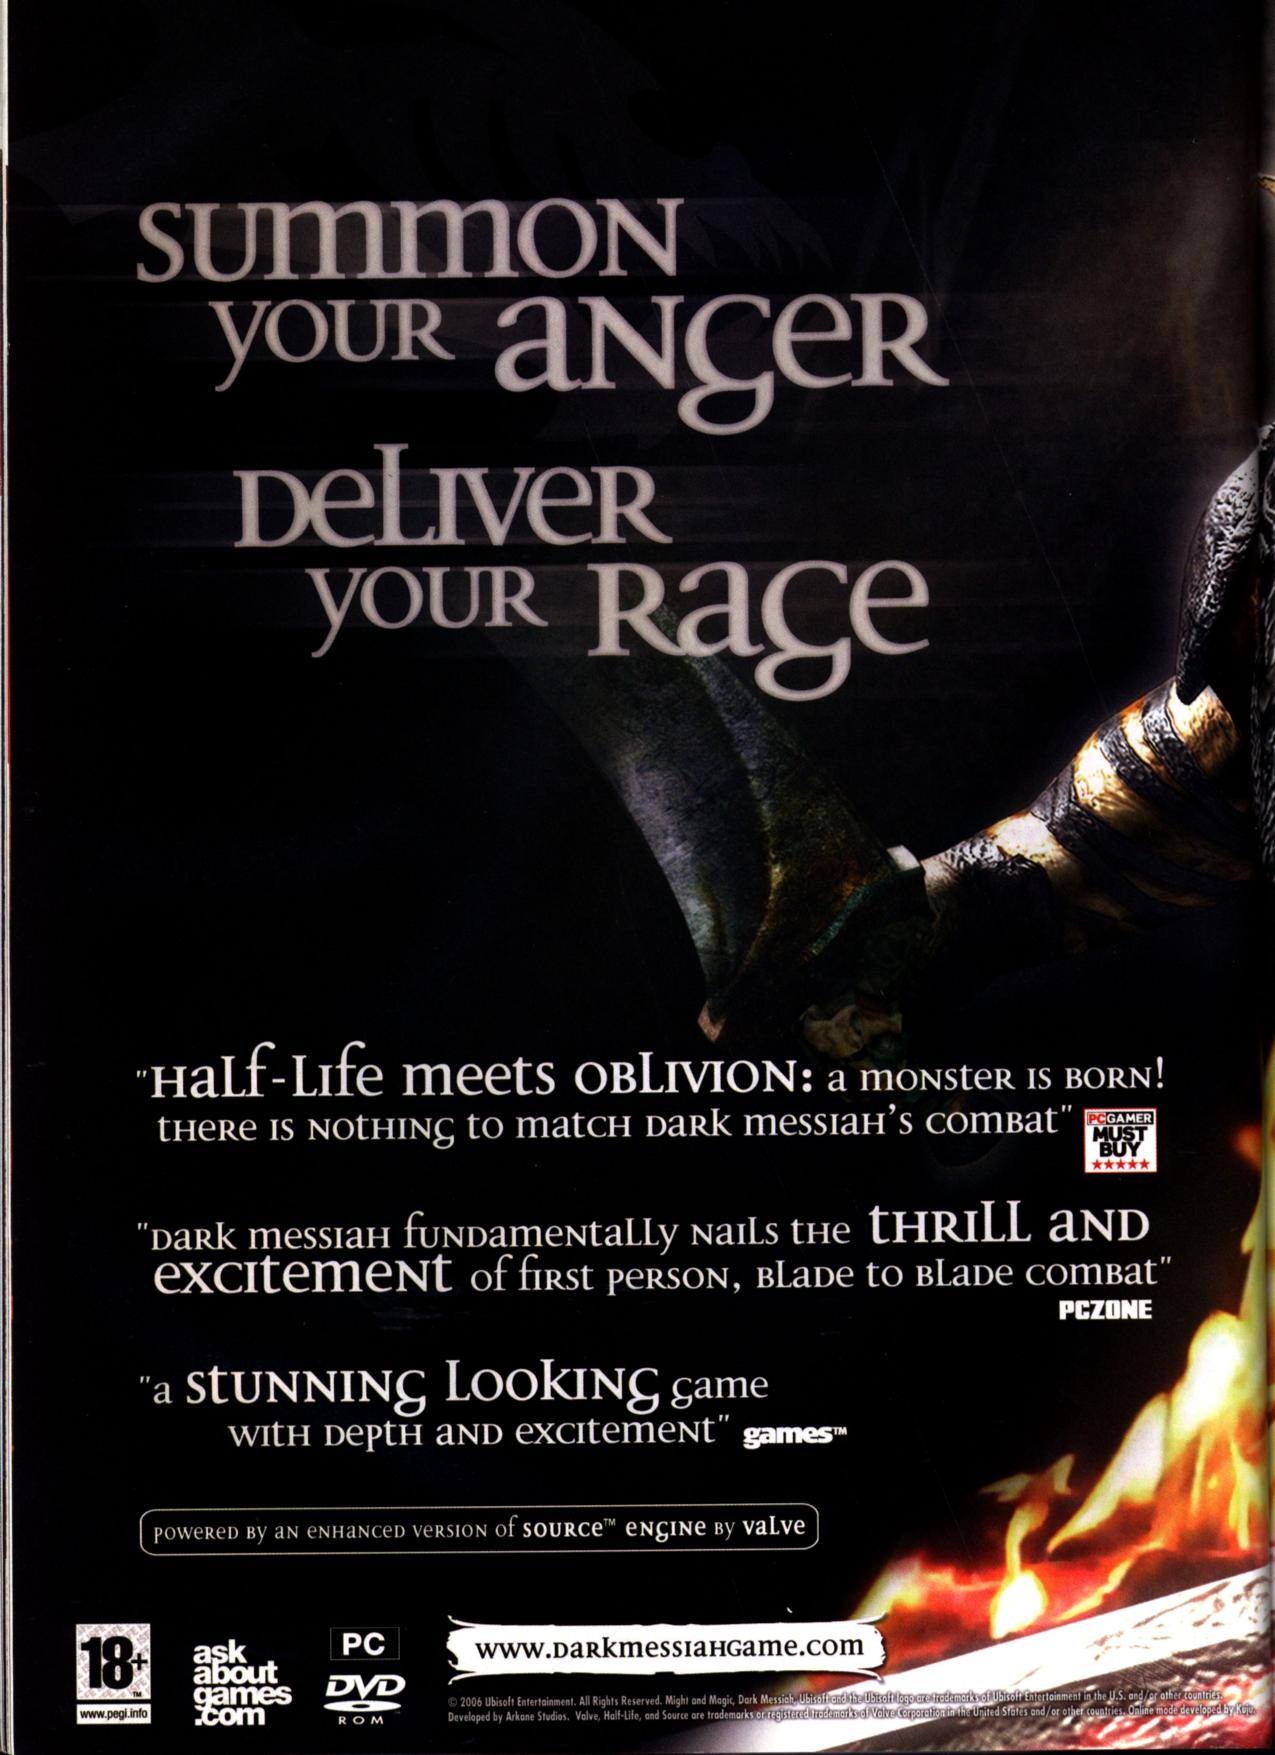 SUMMON
YOUR ANGER
DELIVER
YOUR RAGE
"HALF-LIFE MEETS OBLIVION: A MONSTER IS BORN!
THERE IS NOTHING TO MATCH DARK MESSIAH'S COMBAT"
PCGAMER
MUST
BUY
★★★★★
"DARK MESSIAH FUNDAMENTALLY NAILS THE THRILL AND
EXCITEMENT OF FIRST PERSON, BLADE TO BLADE COMBAT"
PCZONE
"A STUNNING LOOKING GAME
WITH DEPTH AND EXCITEMENT" games™
POWERED BY AN ENHANCED VERSION OF SOURCE™ ENGINE BY VALVE
18+
™
www.pegi.info
ask
about
games
.com
PC
DVD
ROM
www.DARKMESSIAHGAME.com
© 2006 Ubisoft Entertainment. All Rights Reserved. Might and Magic, Dark Messiah, Ubisoft and the Ubisoft logo are trademarks of Ubisoft Entertainment in the U.S. and/or other countries.
Developed by Arkane Studios. Valve, Half-Life, and Source are trademarks or registered trademarks of Valve Corporation in the United States and/or other countries. Online mode developed by Kuju.